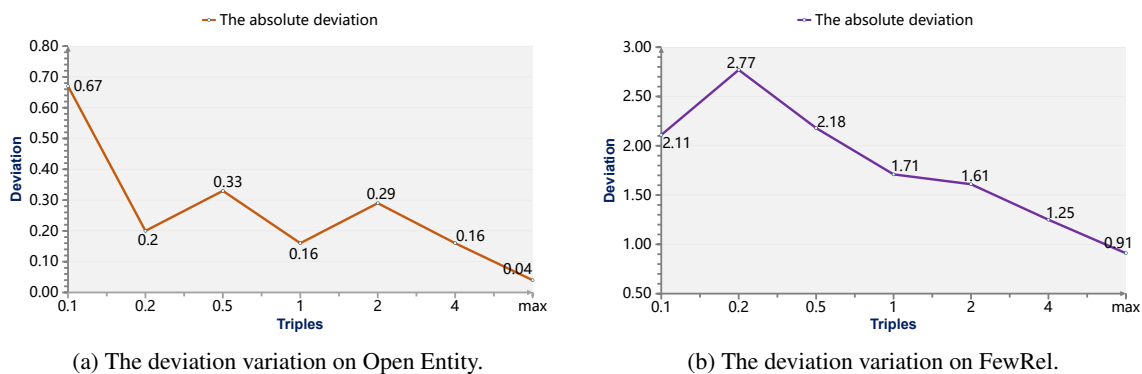 The absolute deviation
0.80
0.70
0.60
0.50
0.40
0.30
0.20
0.10
0.00
Deviation
0.67
0.2
0.33
0.16
0.29
0.16
0.04
0.1 0.2 0.5 1 2 4 max
Triples
(a) The deviation variation on Open Entity.
The absolute deviation
3.00
2.50
2.00
1.50
1.00
0.50
Deviation
2.11
2.77
2.18
1.71
1.61
1.25
0.91
0.1 0.2 0.5 1 2 4 max
Triples
(b) The deviation variation on FewRel.